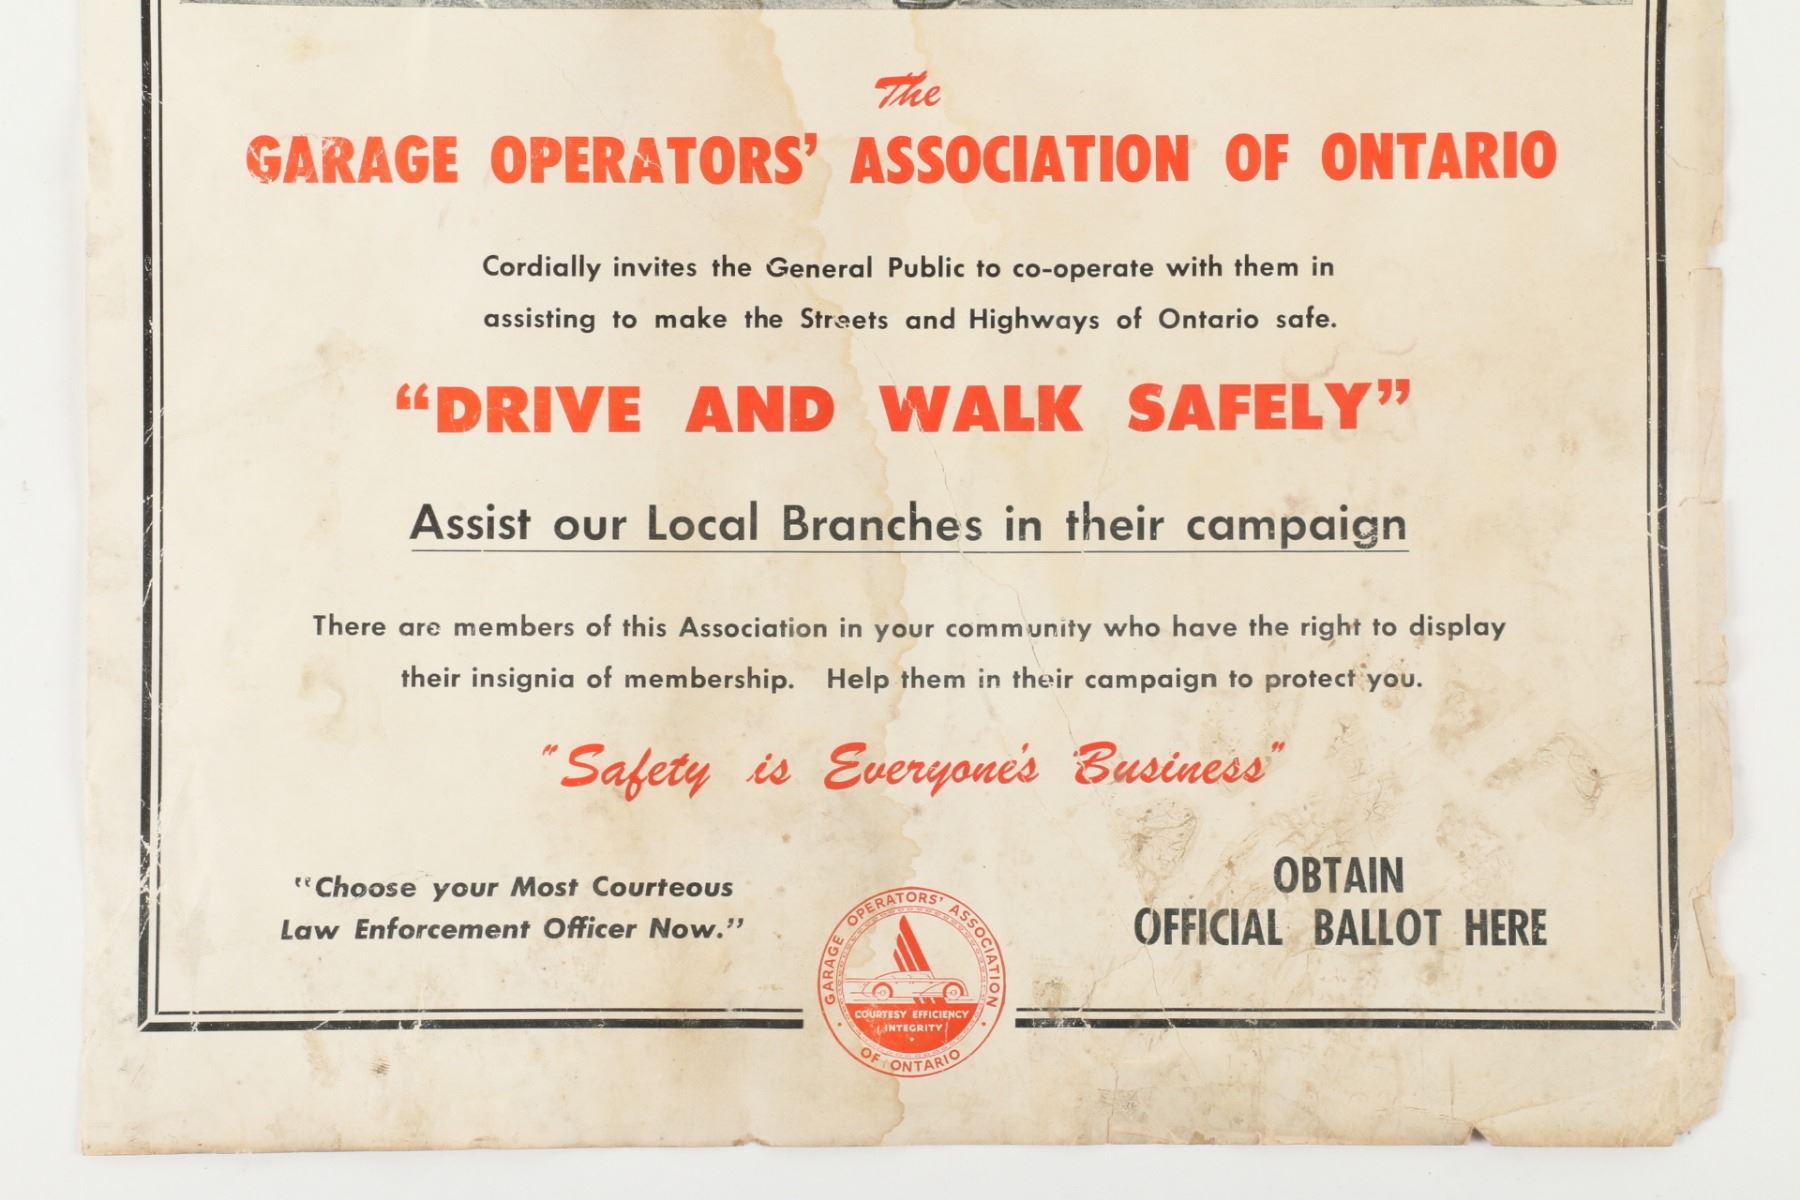 The
GARAGE OPERATORS’ ASSOCIATION OF ONTARIO
Cordially invites the General Public to co-operate with them in
assisting to make the Streets and Highways of Ontario safe.
“DRIVE AND WALK SAFELY”
Assist our Local Branches in their campaign
There are members of this Association in your community who have the right to display
their insignia of membership. Help them in their campaign to protect you.
"Safety is Everyone's Business"
“Choose your Most Courteous
Law Enforcement Officer Now.”
GARAGE OPERATORS' ASSOCIATION
COURTESY EFFICIENCY
INTEGRITY
OF ONTARIO
OBTAIN
OFFICIAL BALLOT HERE